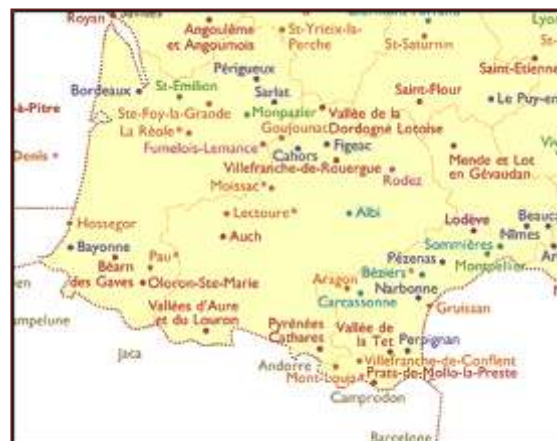 Royan
Angoulême
et Angoumois
St-Yrieix-la-
Perche
St-Saturnin
Lyon
Saint-Etienne
Périgueux
Bordeaux
St-Emilion
Sarlat
Saint-Flour
Le Puy-en
Ste-Foy-la-Grande
Monpazier
Vallée de la
Dordogne Lotoise
à-Pitre
La Réole
Goujounac
Fumelois-Lemance
Cahors
Figeac
Denis
Villefranche-de-Rouergue
Mende et Lot
en Gévaudan
Moissac
Rodez
Hossegor
Lectoure
Albi
Lodève
Beauca
Bayonne
Auch
Sommières
Nîmes
Béarn
des Gaves
Pau
Pézenas
Montpellier
Oloron-Ste-Marie
Béziers
Aragon
Carcassonne
Narbonne
Gruissan
Vallées d'Aure
et du Louron
ampelune
Jaca
Pyrénées
Cathares
Vallée de
la Tet
Perpignan
Andorre
Villefranche-de-Conflent
Mont-Louis
Prats-de-Mollo-la-Preste
Camprodon
Barcelone